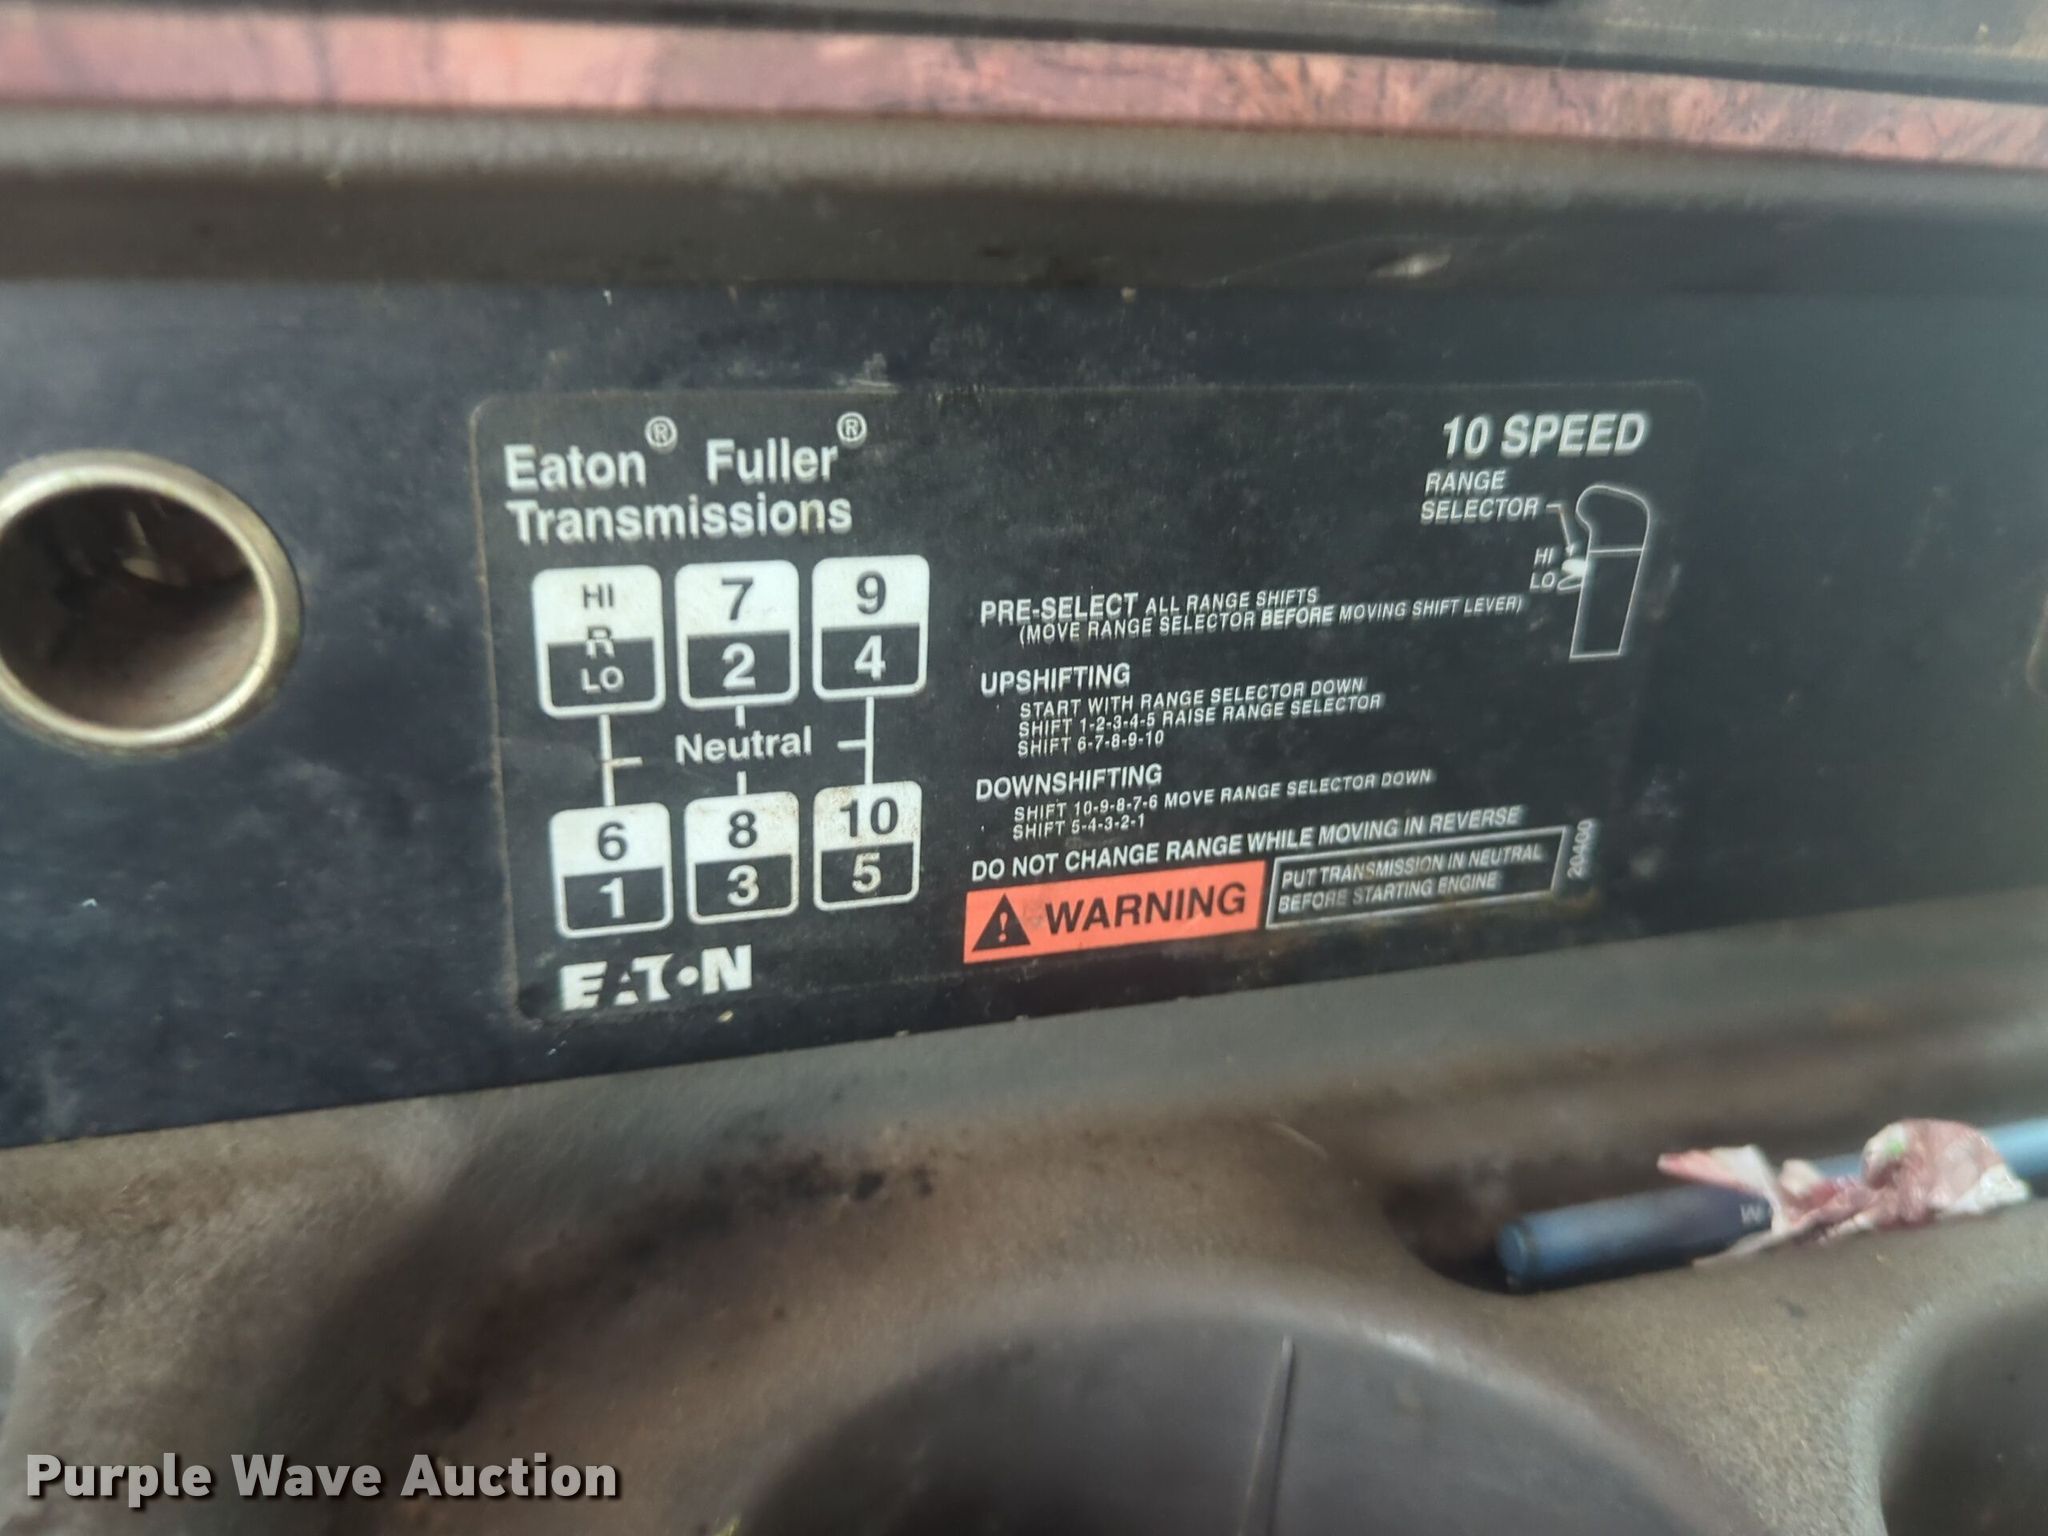 Eaton® Fuller®
Transmissions
10 SPEED
RANGE
SELECTOR
HI
LO
HI
R
LO
7
2
9
4
Neutral
6
1
8
3
10
5
EATON
PRE-SELECT ALL RANGE SHIFTS
(MOVE RANGE SELECTOR BEFORE MOVING SHIFT LEVER)
UPSHIFTING
START WITH RANGE SELECTOR DOWN
SHIFT 1-2-3-4-5 RAISE RANGE SELECTOR
SHIFT 6-7-8-9-10
DOWNSHIFTING
SHIFT 10-9-8-7-6 MOVE RANGE SELECTOR DOWN
SHIFT 5-4-3-2-1
DO NOT CHANGE RANGE WHILE MOVING IN REVERSE
WARNING
PUT TRANSMISSION IN NEUTRAL
BEFORE STARTING ENGINE
20400
Purple Wave Auction